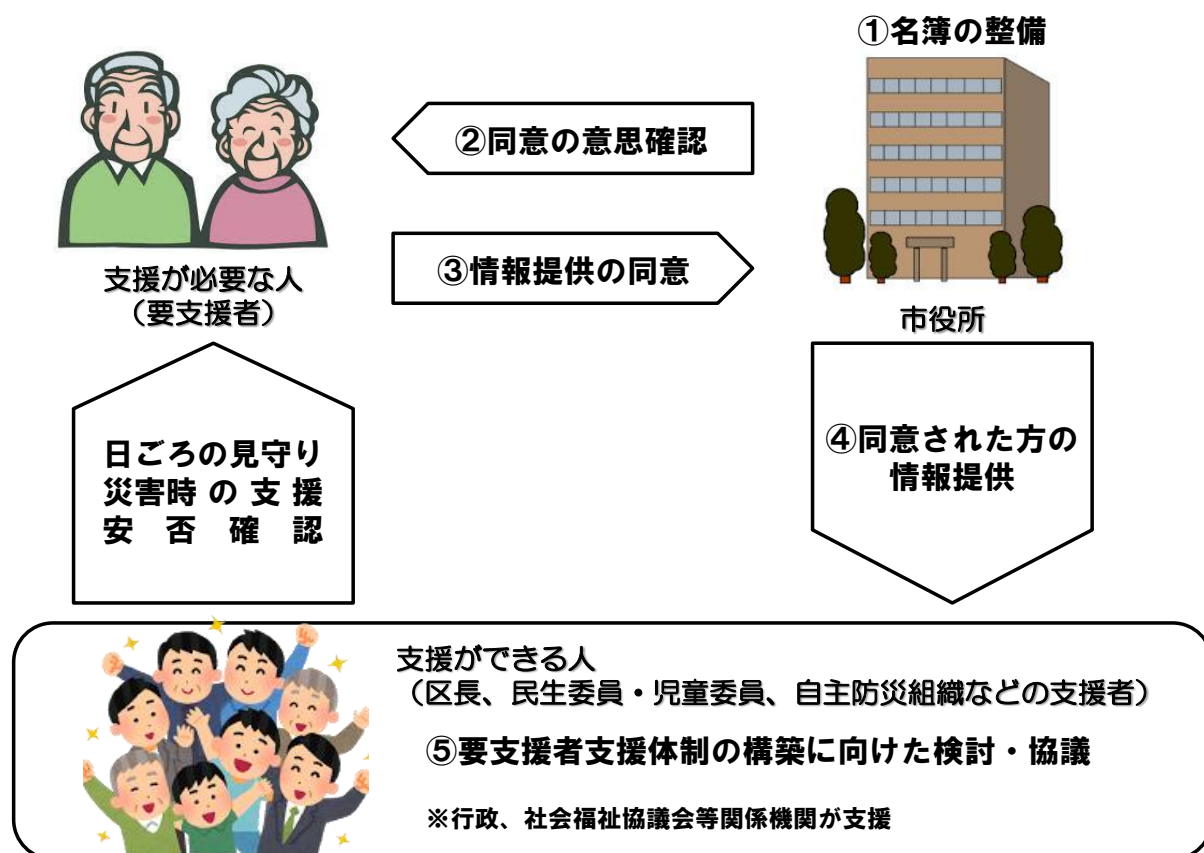 ①名簿の整備
②同意の意思確認
③情報提供の同意
支援が必要な人
（要支援者）
市役所
日ごろの見守り
災害時の支援
安否確認
④同意された方の
情報提供
支援ができる人
（区長、民生委員・児童委員、自主防災組織などの支援者）
⑤要支援者支援体制の構築に向けた検討・協議
※行政、社会福祉協議会等関係機関が支援